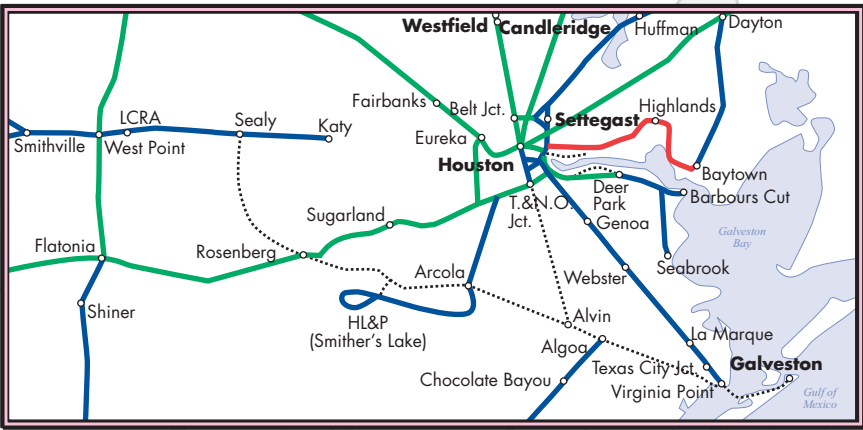 Westfield
Candleridge
Huffman
Dayton
Fairbanks
Belt Jct.
Settegast
Highlands
LCRA
Sealy
Katy
Smithville
West Point
Eureka
Houston
Baytown
Deer
Park
Barbours Cut
T.&N.O.
Jct.
Genoa
Sugarland
Galveston
Bay
Flatonia
Rosenberg
Seabrook
Arcola
Webster
Shiner
HL&P
(Smither's Lake)
Alvin
La Marque
Algoa
Texas City Jct.
Galveston
Chocolate Bayou
Virginia Point
Gulf of
Mexico